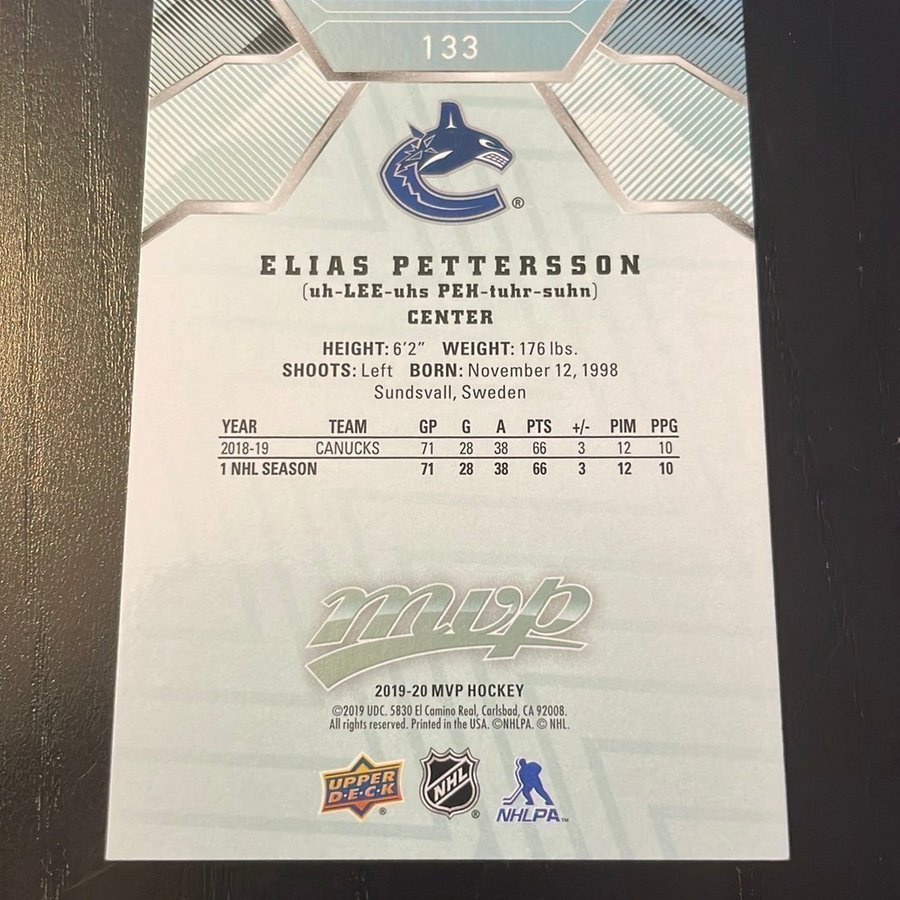 133
®
ELIAS PETTERSSON
(uh-LEE-uhs PEH-tuhr-suhn)
CENTER
HEIGHT: 6'2" WEIGHT: 176 lbs.
SHOOTS: Left BORN: November 12, 1998
Sundsvall, Sweden
YEAR TEAM GP G A PTS +/- PIM PPG
2018-19 CANUCKS 71 28 38 66 3 12 10
1 NHL SEASON 71 28 38 66 3 12 10
mvp
2019-20 MVP HOCKEY
©2019 UDC. 5830 El Camino Real, Carlsbad, CA 92008.
All rights reserved. Printed in the USA. ©NHLPA. © NHL.
UPPER DECK® NHL® NHLPA™